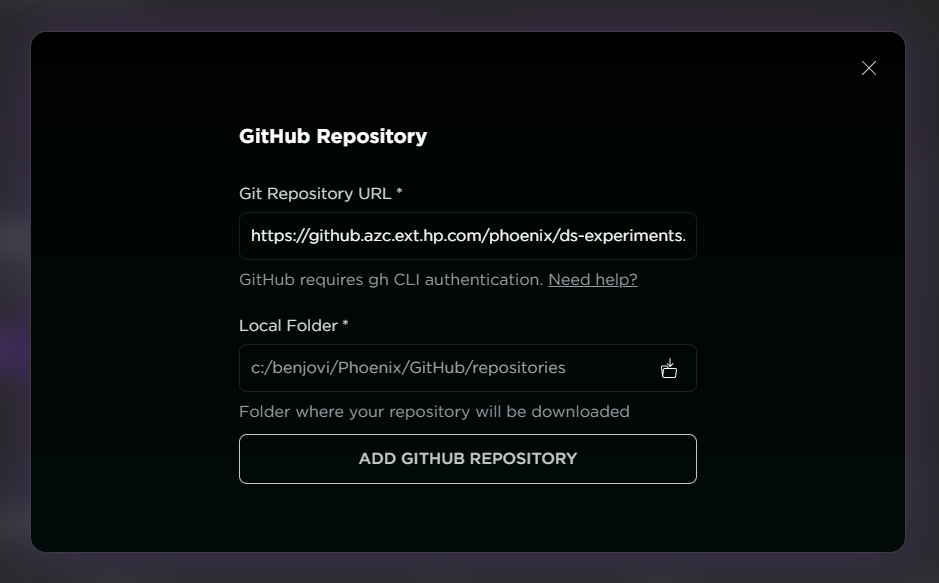 GitHub Repository
Git Repository URL *
https://github.azc.ext.hp.com/phoenix/ds-experiments.
GitHub requires gh CLI authentication. Need help?
Local Folder *
c:/benjovi/Phoenix/GitHub/repositories
Folder where your repository will be downloaded
ADD GITHUB REPOSITORY